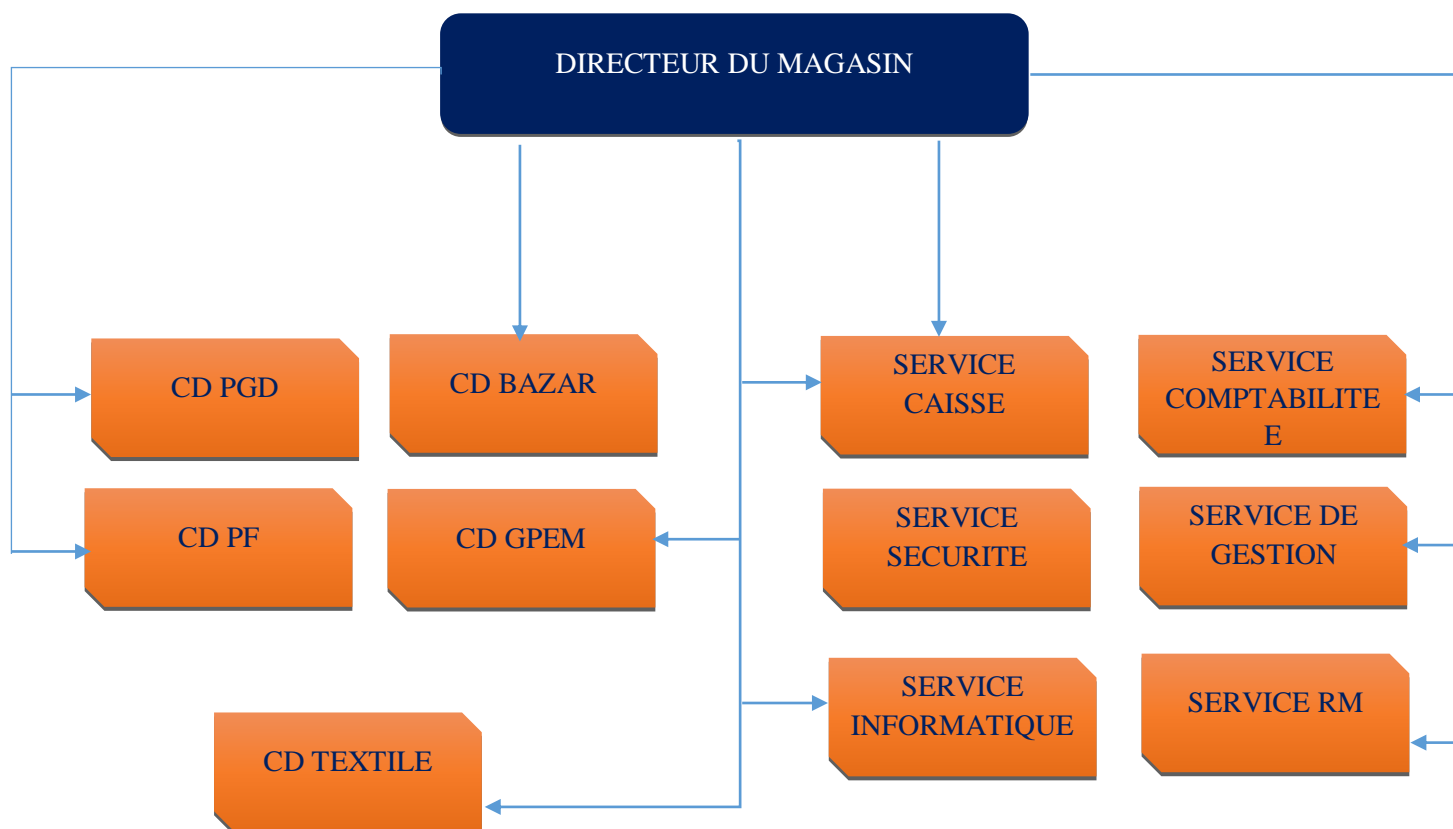 DIRECTEUR DU MAGASIN
CD PGD
CD BAZAR
SERVICE
CAISSE
SERVICE
COMPTABILITE
E
CD PF
CD GPEM
SERVICE
SECURITE
SERVICE DE
GESTION
SERVICE
INFORMATIQUE
SERVICE RM
CD TEXTILE